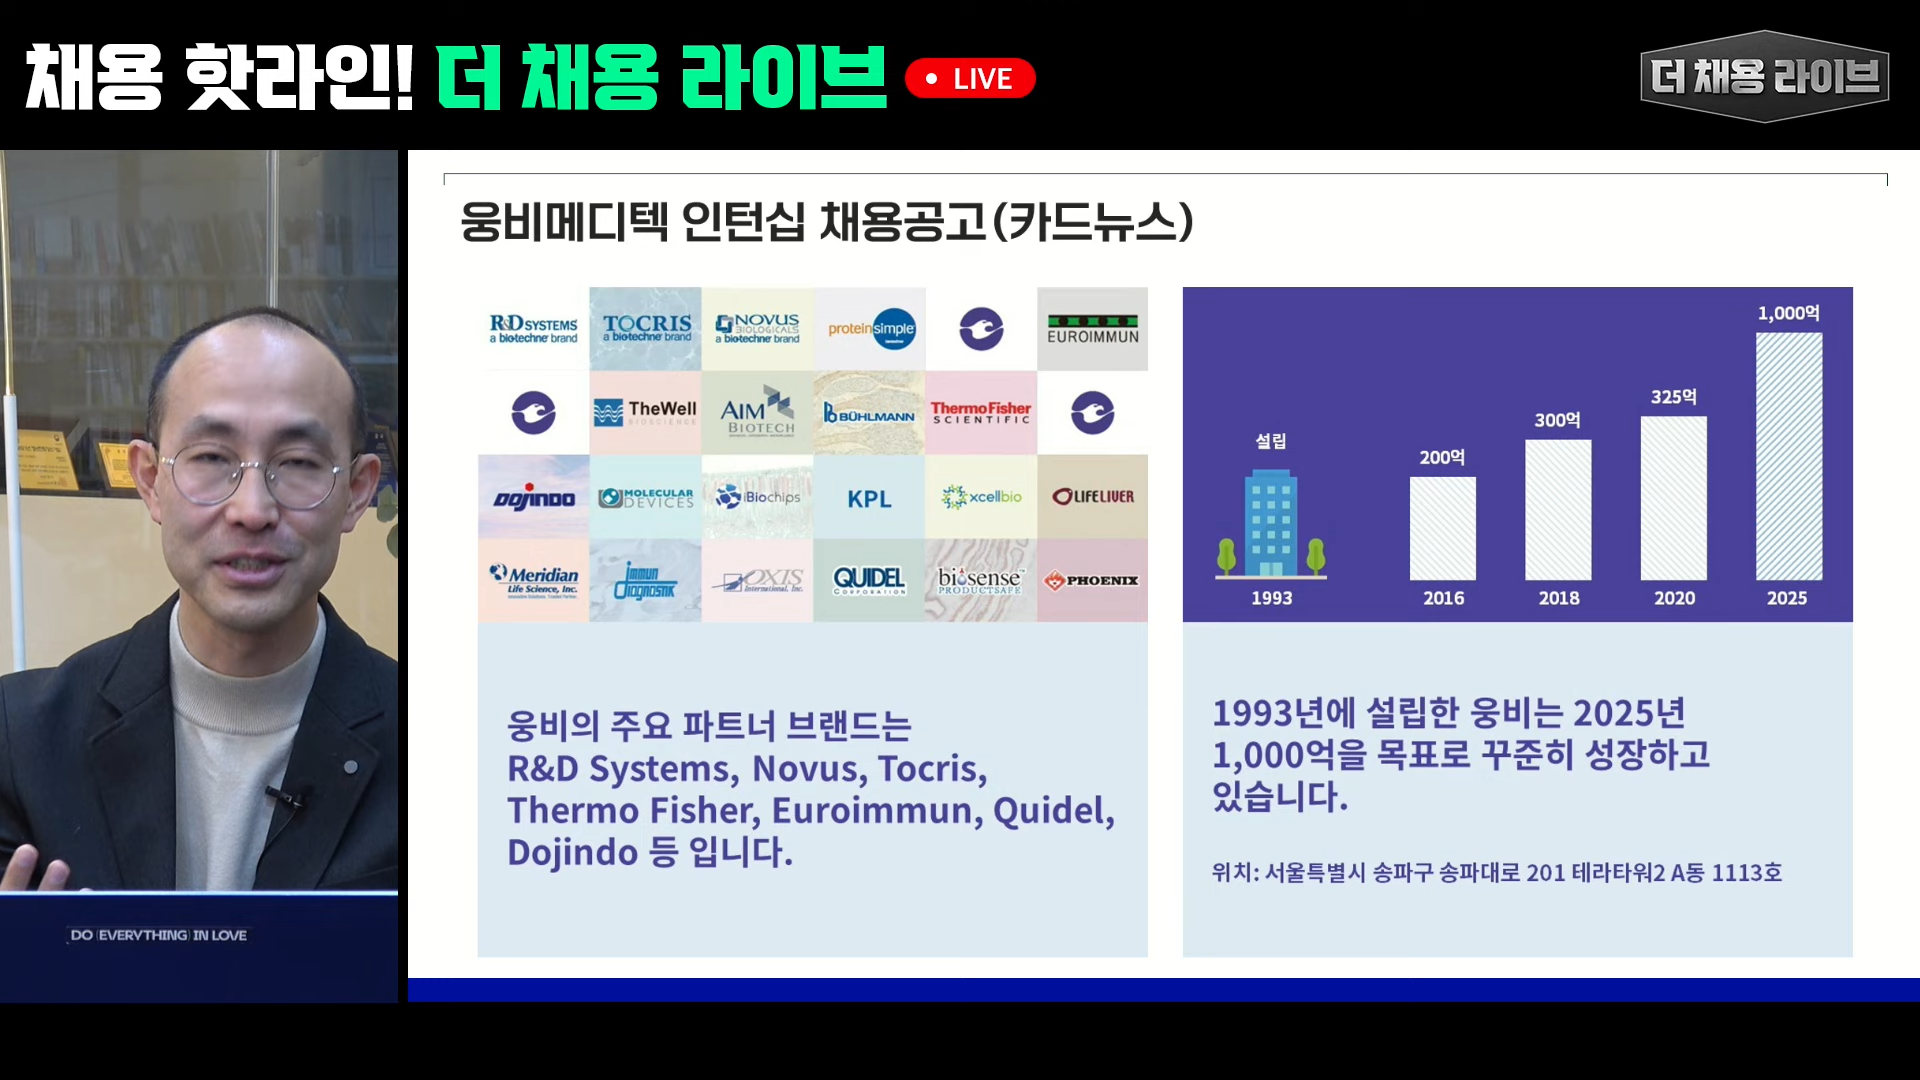 채용 핫라인! 더 채용 라이브
LIVE
더 채용 라이브
DO EVERYTHING IN LOVE
웅비메디텍 인턴십 채용공고(카드뉴스)
R&D SYSTEMS
a biotechne brand
TOCRIS
a biotechne brand
NOVUS
BIOLOGICALS
a biotechne brand
proteinsimple
EUROIMMUN
TheWell
BIOSCIENCE
AIM
BIOTECH
BÜHLMANN
ThermoFisher
SCIENTIFIC
DOJINDO
MOLECULAR
DEVICES
iBiochips
KPL
xcellbio
LIFELIVER
Meridian
Life Science, Inc.
immun
Diagnostik
OXIS
International, Inc.
QUIDEL
CORPORATION
biosense
PRODUCTSAFE
PHOENIX
웅비의 주요 파트너 브랜드는
R&D Systems, Novus, Tocris,
Thermo Fisher, Euroimmun, Quidel,
Dojindo 등 입니다.
설립
200억
300억
325억
1,000억
1993
2016
2018
2020
2025
1993년에 설립한 웅비는 2025년
1,000억을 목표로 꾸준히 성장하고
있습니다.
위치: 서울특별시 송파구 송파대로 201 테라타워2 A동 1113호